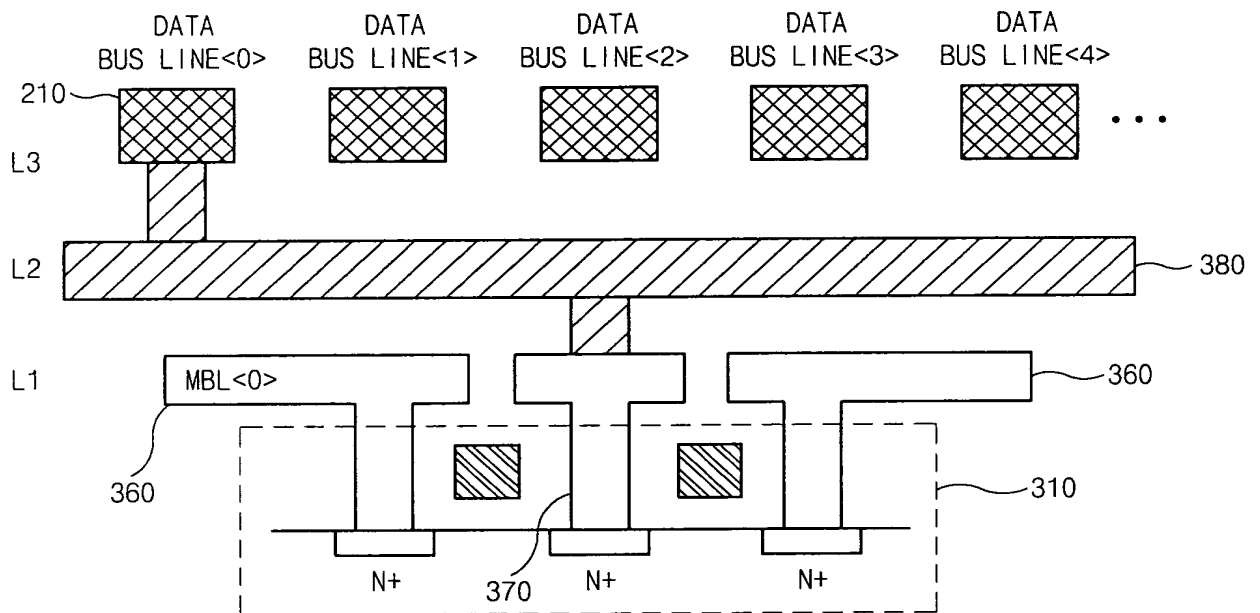 DATA
BUS LINE<0>
DATA
BUS LINE<1>
DATA
BUS LINE<2>
DATA
BUS LINE<3>
DATA
BUS LINE<4>
210
...
L3
L2
380
L1
MBL<0>
360
360
310
370
N+
N+
N+